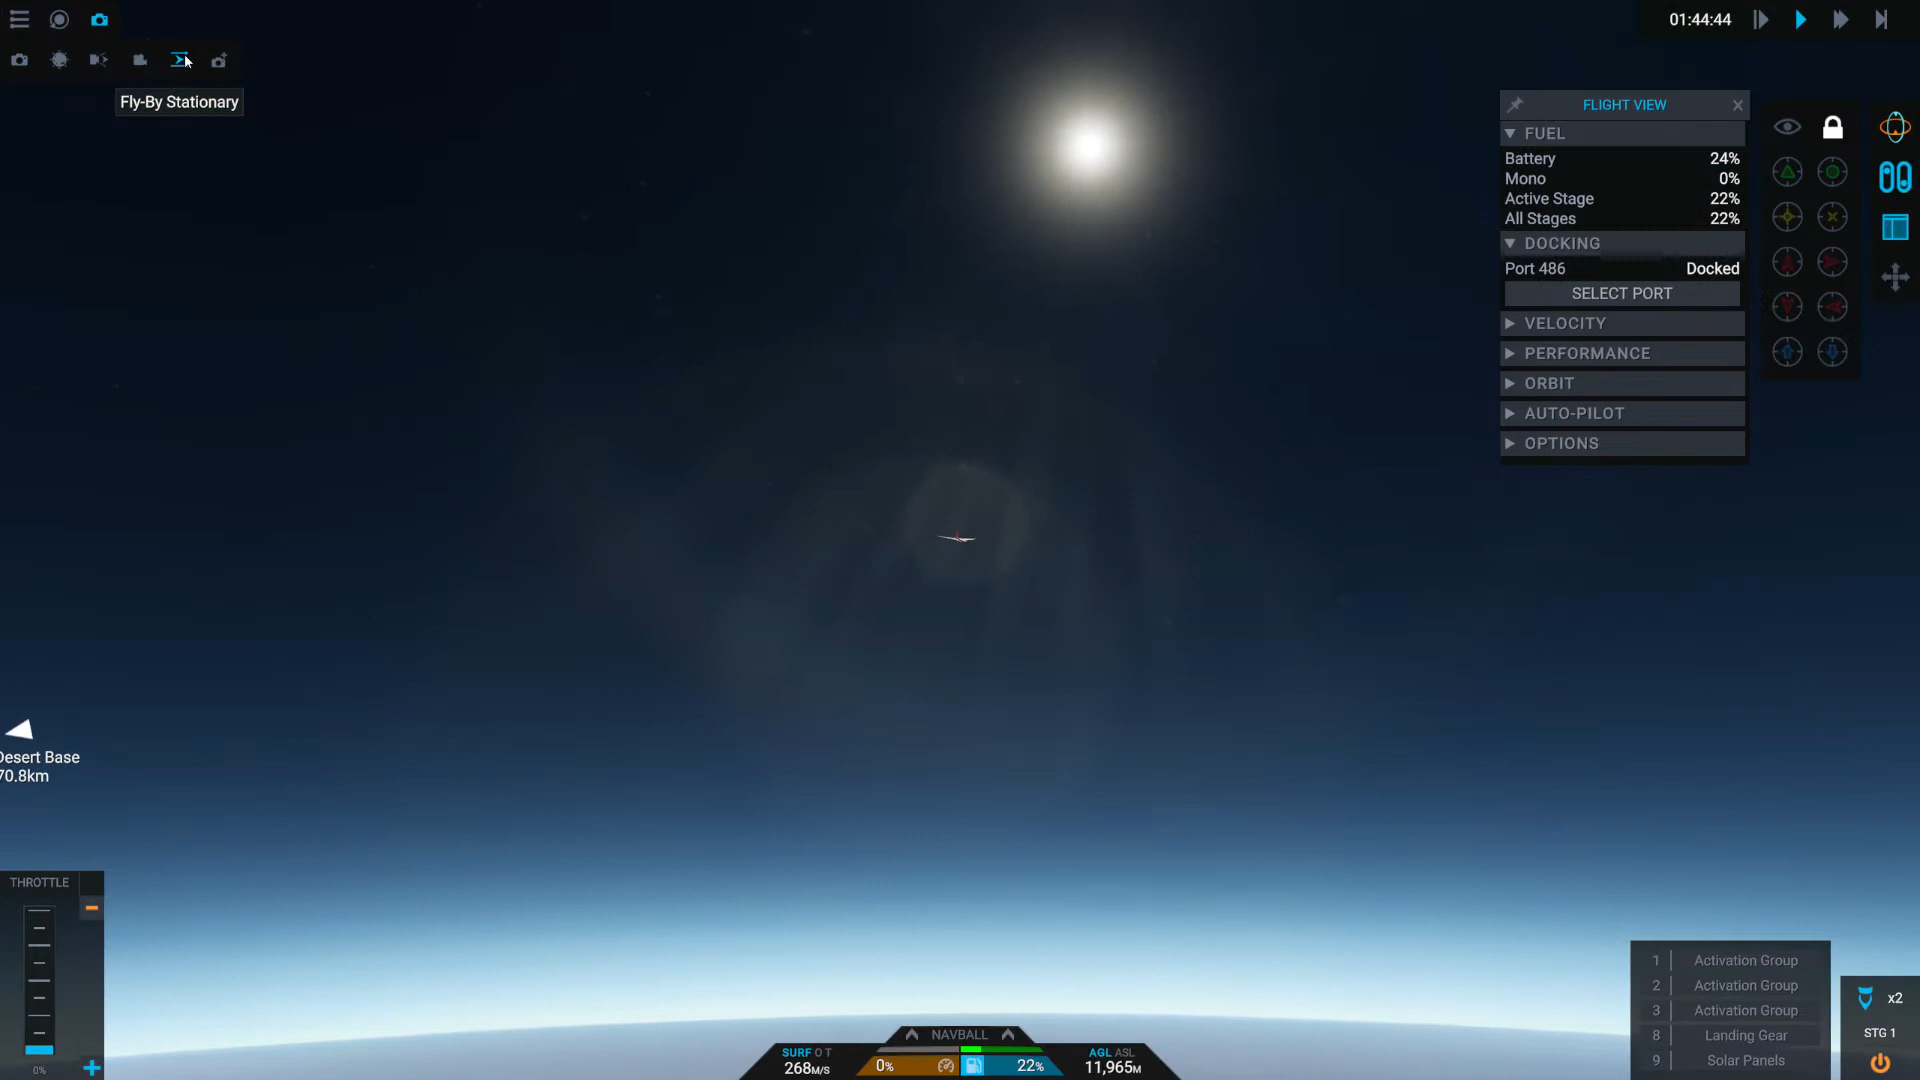 01:44:44
Fly-By Stationary
FLIGHT VIEW
FUEL
Battery 24%
Mono 0%
Active Stage 22%
All Stages 22%
DOCKING
Port 486 Docked
SELECT PORT
VELOCITY
PERFORMANCE
ORBIT
AUTO-PILOT
OPTIONS
Desert Base
70.8km
THROTTLE
0%
NAVBALL
SURF O T
268M/S
0%
22%
AGL ASL
11,965M
1 Activation Group
2 Activation Group
3 Activation Group
8 Landing Gear
9 Solar Panels
x2
STG 1